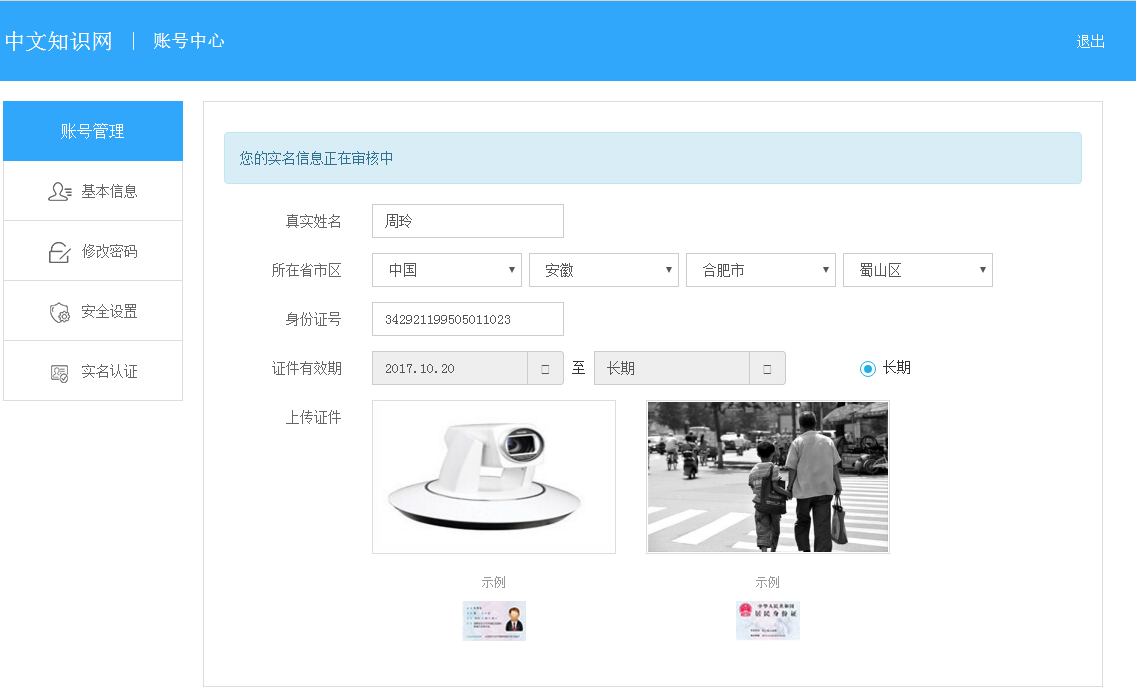 中文知识网 | 账号中心
退出
账号管理
基本信息
修改密码
安全设置
实名认证
您的实名信息正在审核中
真实姓名 周玲
所在省市区 中国 安徽 合肥市 蜀山区
身份证号 342921199505011023
证件有效期 2017.10.20 至 长期 长期
上传证件
示例 示例
中华人民共和国
居民身份证